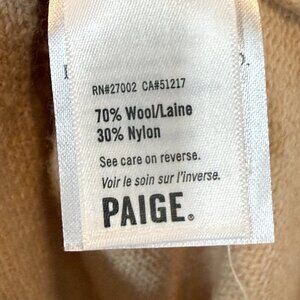 RN#27002 CA#51217
70% Wool/Laine
30% Nylon
See care on reverse.
Voir le soin sur l'inverse.
PAIGE®